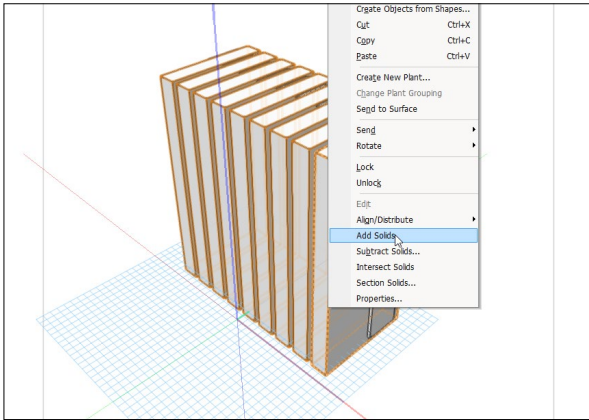 Create Objects from Shapes...
Cut Ctrl+X
Copy Ctrl+C
Paste Ctrl+V
Create New Plant...
Change Plant Grouping
Send to Surface
Send
Rotate
Lock
Unlock
Edit
Align/Distribute
Add Solids
Subtract Solids...
Intersect Solids
Section Solids...
Properties...